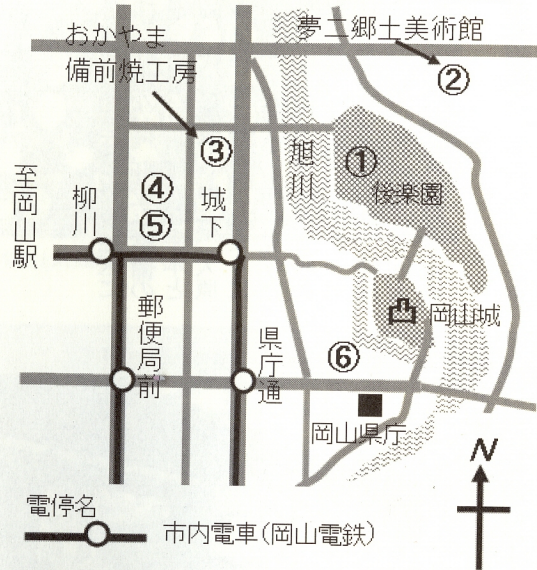 おかやま
備前焼工房
夢二郷土美術館
②
③
旭川
①
後楽園
至岡山駅
柳川
④
⑤
城下
岡山城
郵便局前
県庁通
⑥
岡山県庁
N
電停名
市内電車(岡山電鉄)